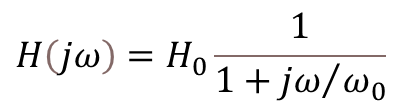 H(jω) = H₀ 1/(1 + jω/ω₀)